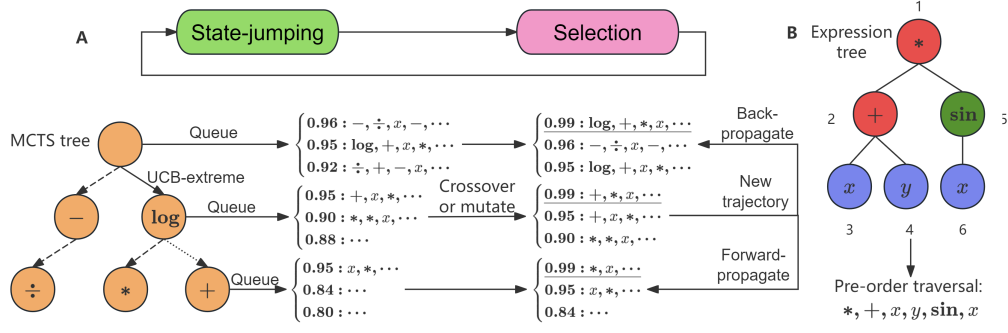 A
State-jumping
Selection
MCTS tree
Queue
UCB-extreme
−
log
÷
*
+
Queue
Queue
0.96 : −, ÷, x, −, ⋯
0.95 : log, +, x, *, ⋯
0.92 : ÷, +, −, x, ⋯
0.95 : +, x, *, ⋯
0.90 : *, *, x, ⋯
0.88 : ⋯
0.95 : x, *, ⋯
0.84 : ⋯
0.80 : ⋯
Crossover
or mutate
0.99 : log, +, *, x, ⋯
0.96 : −, ÷, x, −, ⋯
0.95 : log, +, x, *, ⋯
0.99 : +, *, x, ⋯
0.95 : +, x, *, ⋯
0.90 : *, *, x, ⋯
0.99 : *, x, ⋯
0.95 : x, *, ⋯
0.84 : ⋯
Back-
propagate
New
trajectory
Forward-
propagate
B
Expression
tree
1
*
2
+
sin
5
x
y
x
3
4
6
Pre-order traversal:
*, +, x, y, sin, x